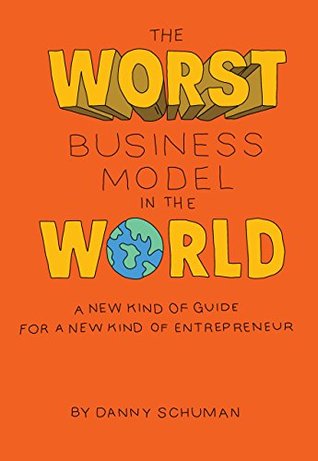 THE
WORST
BUSINESS
MODEL
IN THE
WORLD
A NEW KIND OF GUIDE
FOR A NEW KIND OF ENTREPRENEUR
BY DANNY SCHUMAN